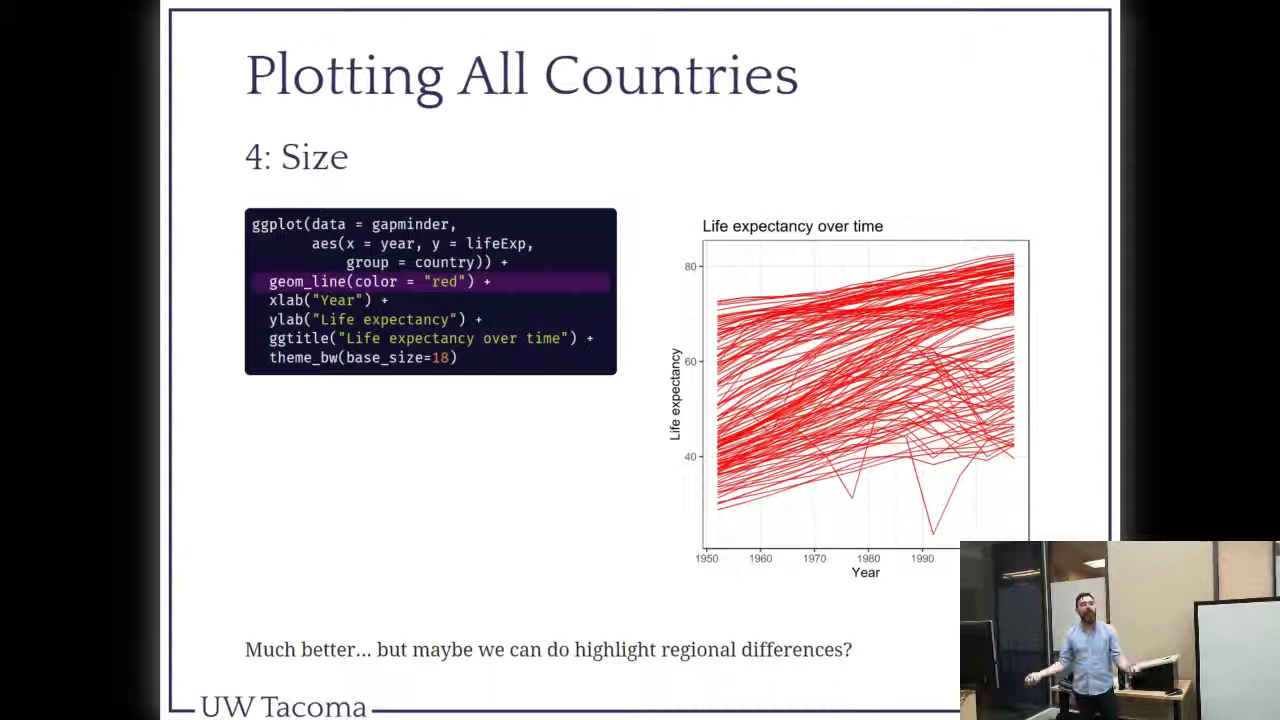 Plotting All Countries
4: Size
ggplot(data = gapminder,
aes(x = year, y = lifeExp,
group = country)) +
geom_line(color = "red") +
xlab("Year") +
ylab("Life expectancy") +
ggtitle("Life expectancy over time") +
theme_bw(base_size=18)
Life expectancy over time
80
60
40
Life expectancy
1950 1960 1970 1980 1990
Year
Much better... but maybe we can do highlight regional differences?
UW Tacoma